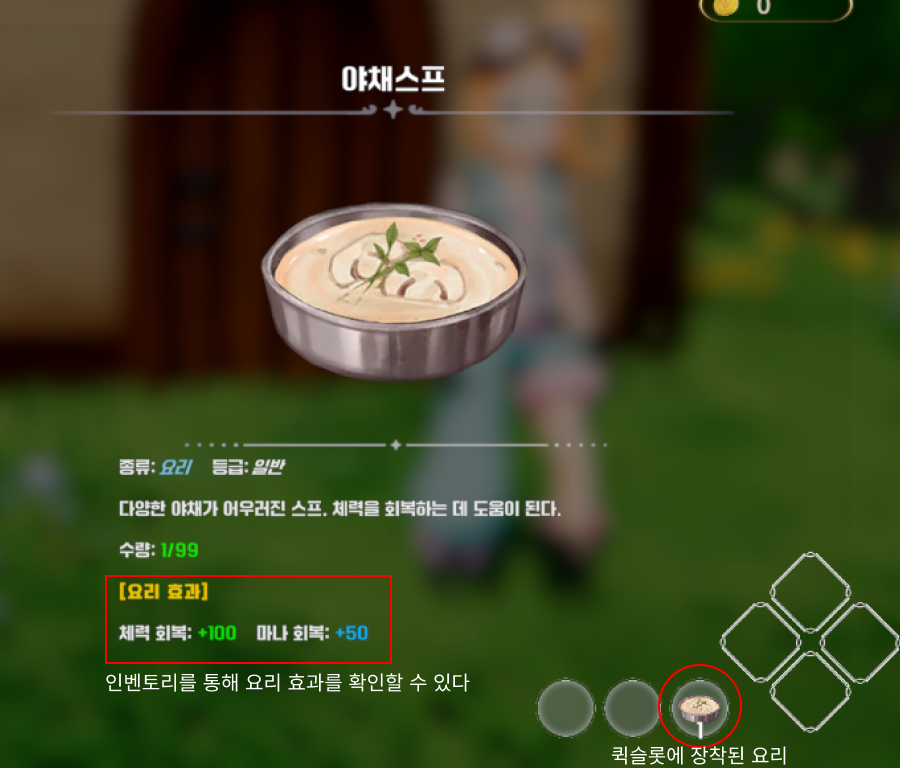 0
야채스프
종류: 요리 등급: 일반
다양한 야채가 어우러진 스프. 체력을 회복하는 데 도움이 된다.
수량: 1/99
[요리 효과]
체력 회복: +100 마나 회복: +50
인벤토리를 통해 요리 효과를 확인할 수 있다
1
퀵슬롯에 장착된 요리